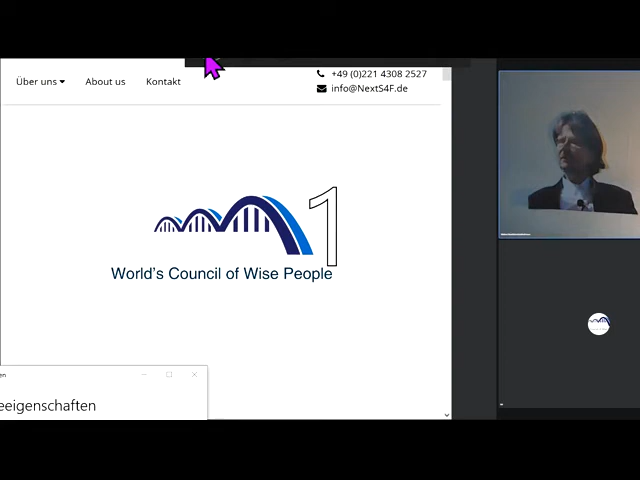 Über uns About us Kontakt
+49 (0)221 4308 2527
info@NextS4F.de
1
World's Council of Wise People
en
eeigenschaften